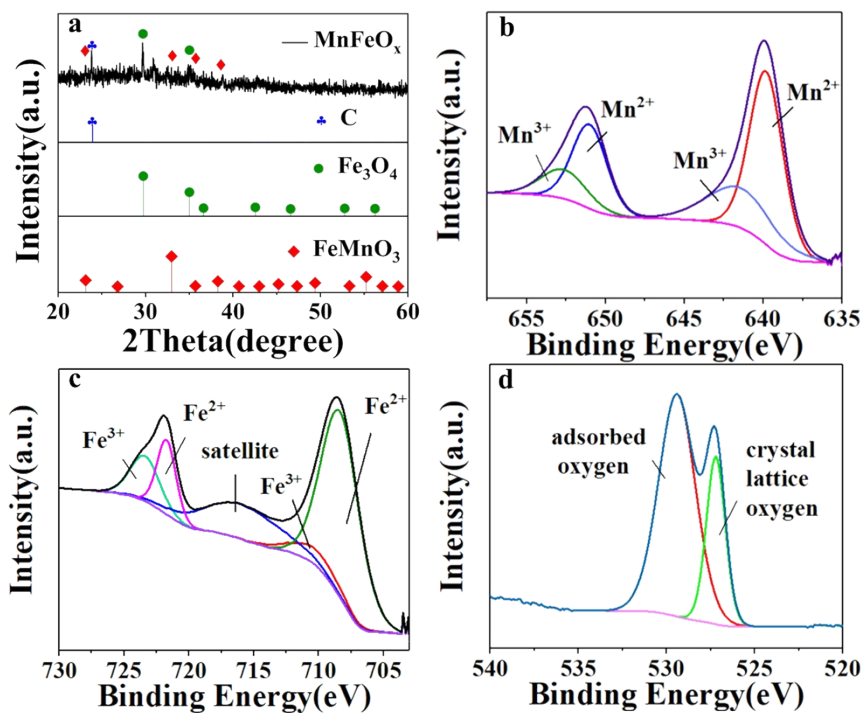 a
MnFeOx
C
Fe3O4
FeMnO3
Intensity(a.u.)
20 30 40 50 60
2Theta(degree)
b
Mn3+
Mn2+
Mn3+
Mn2+
Intensity(a.u.)
655 650 645 640 635
Binding Energy(eV)
c
Fe3+
Fe2+
satellite
Fe3+
Fe2+
Intensity(a.u.)
730 725 720 715 710 705
Binding Energy(eV)
d
adsorbed
oxygen
crystal
lattice
oxygen
Intensity(a.u.)
540 535 530 525 520
Binding Energy(eV)